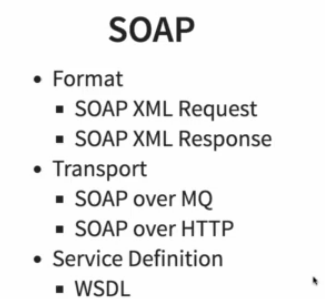 SOAP
• Format
▪ SOAP XML Request
▪ SOAP XML Response
• Transport
▪ SOAP over MQ
▪ SOAP over HTTP
• Service Definition
▪ WSDL